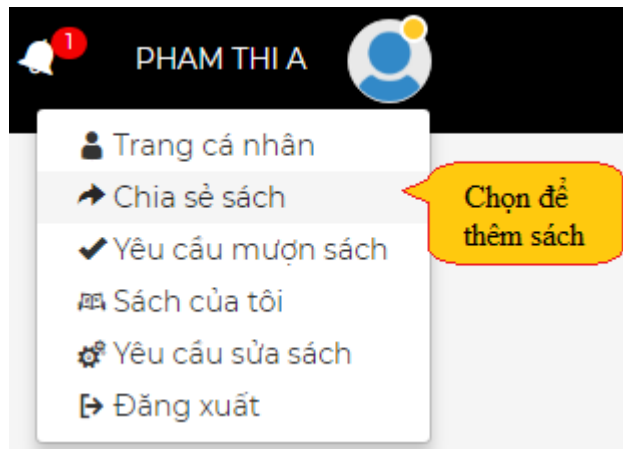 1
PHAM THI A
Trang cá nhân
Chia sẻ sách
Yêu cầu mượn sách
Sách của tôi
Yêu cầu sửa sách
Đăng xuất
Chọn để
thêm sách